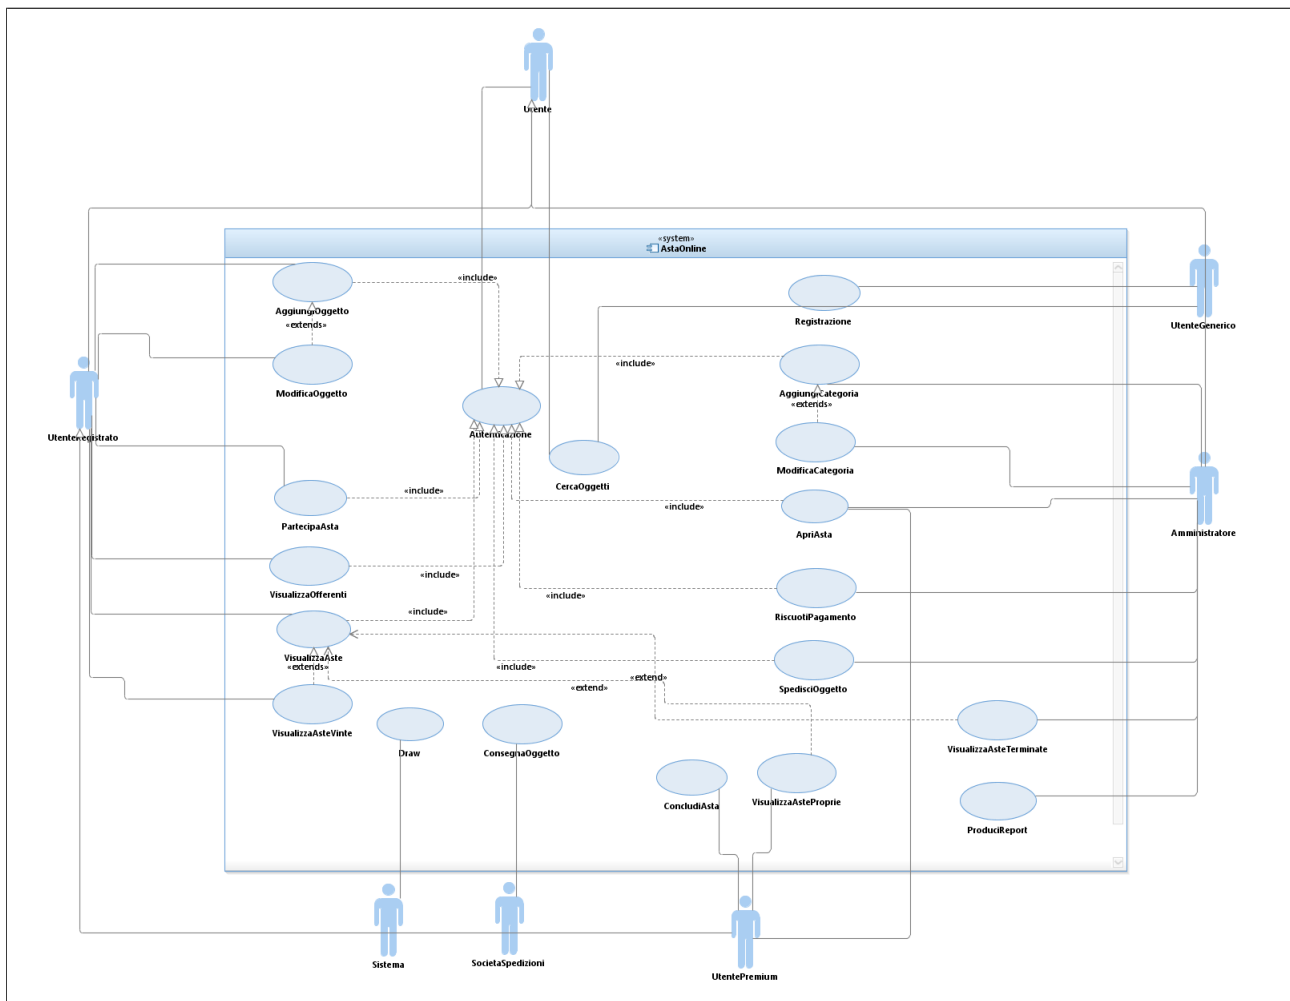 Utente
«system»
AstaOnline
«include»
AggiungiOggetto
«extends»
Registrazione
UtenteGenerico
«include»
ModificaOggetto
AggiungiCategoria
«extends»
UtenteRegistrato
Autenticazione
ModificaCategoria
CercaOggetti
«include»
«include»
PartecipaAsta
ApriAsta
Amministratore
«include»
VisualizzaOfferenti
«include»
«include»
RiscuotiPagamento
VisualizzaAste
«extends»
«include»
«extend»
«extend»
SpedisciOggetto
VisualizzaAsteVinte
Draw
ConsegnaOggetto
VisualizzaAsteTerminate
ConcludiAsta
VisualizzaAsteProprie
ProduciReport
Sistema
SocietaSpedizioni
UtentePremium